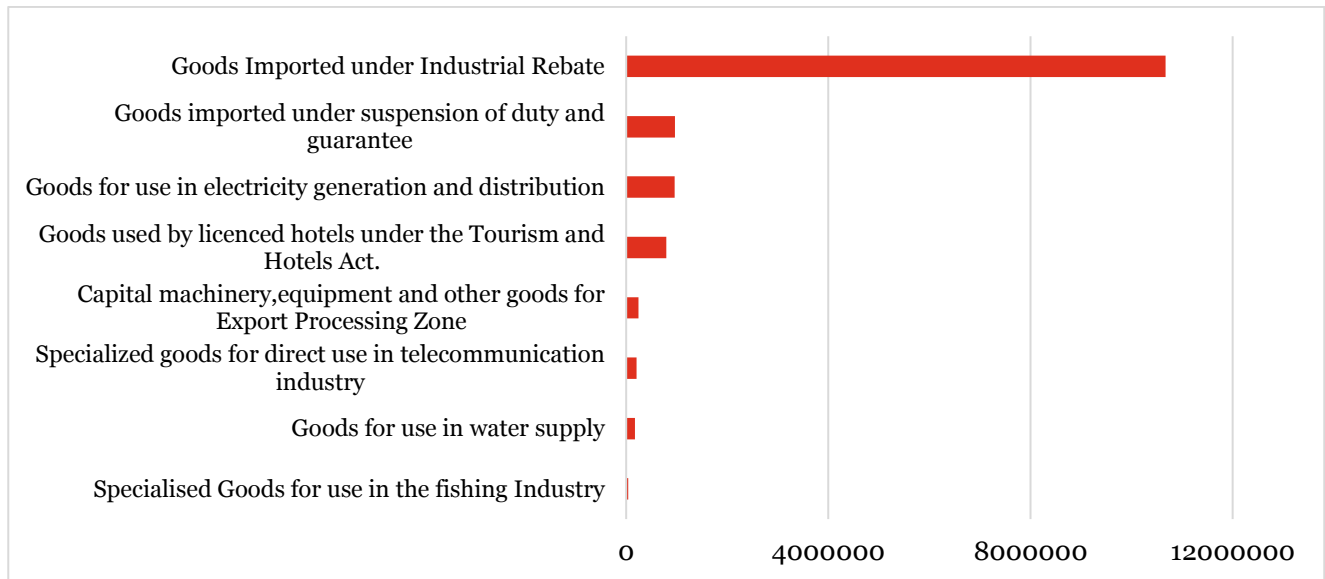 Goods Imported under Industrial Rebate
Goods imported under suspension of duty and
guarantee
Goods for use in electricity generation and distribution
Goods used by licenced hotels under the Tourism and
Hotels Act.
Capital machinery,equipment and other goods for
Export Processing Zone
Specialized goods for direct use in telecommunication
industry
Goods for use in water supply
Specialised Goods for use in the fishing Industry
0 4000000 8000000 12000000